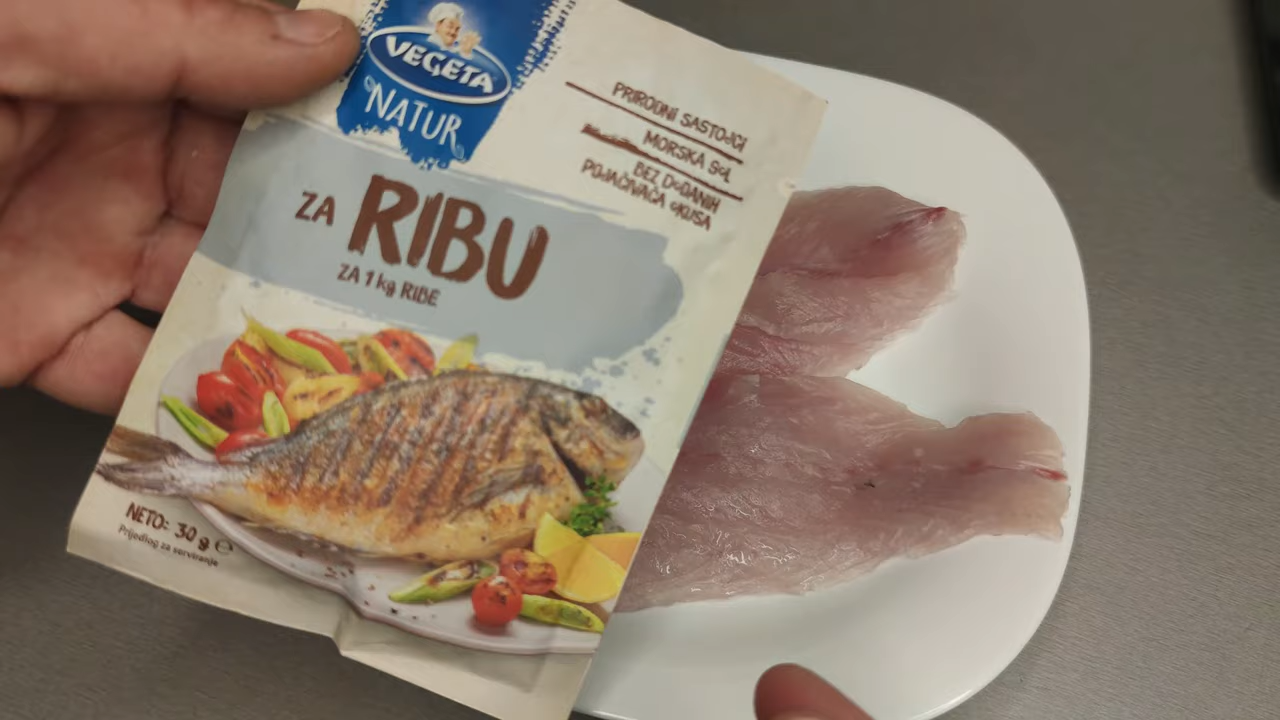 VEGETA
NATUR
PRIRODNI SASTOJCI
MORSKA SOL
BEZ DODANIH
POJAČIVAČA OKUSA
ZA RIBU
ZA 1 kg RIBE
NETO: 30 g ℮
Prijedlog za serviranje